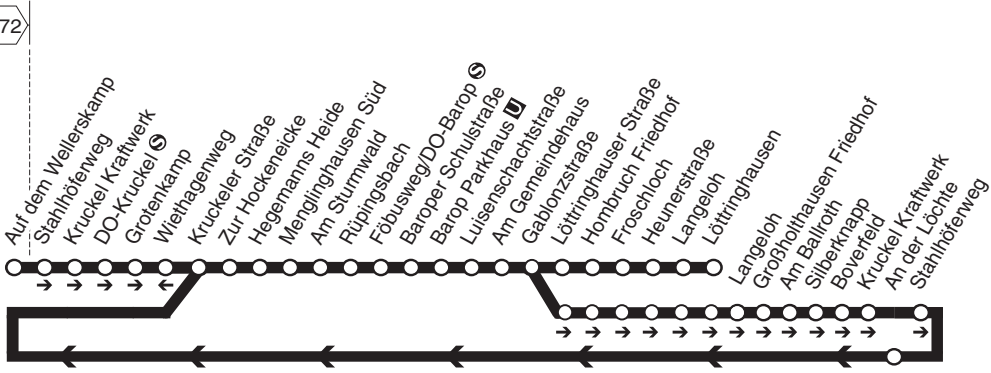 72
Auf dem Wellerskamp
Stahlhöferweg
Kruckel Kraftwerk
DO-Kruckel S
Grotenkamp
Wiethagenweg
Kruckeler Straße
Zur Hockeneicke
Hegemanns Heide
Menglinghausen Süd
Am Sturmwald
Rüpingsbach
Föbusweg/DO-Barop S
Baroper Schulstraße
Barop Parkhaus U
Luisenschachtstraße
Am Gemeindehaus
Gablonzstraße
Löttringhauser Straße
Hombruch Friedhof
Froschloch
Heunerstraße
Langeloh
Löttringhausen
Langeloh
Großholthausen Friedhof
Am Ballroth
Silberknapp
Boverfeld
Kruckel Kraftwerk
An der Löchte
Stahlhöferweg